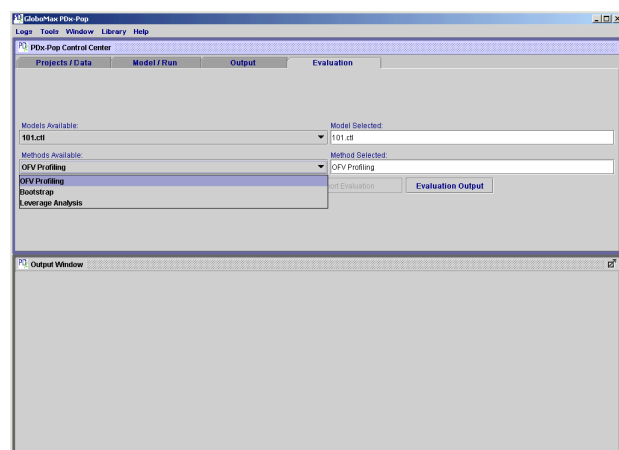 GloboMax PDx-Pop
Logs Tools Window Library Help
PDx-Pop Control Center
Projects / Data Model / Run Output Evaluation
Models Available: Model Selected:
101.ctl 101.ctl
Methods Available: Method Selected:
OFV Profiling OFV Profiling
OFV Profiling
Bootstrap Evaluation Evaluation Output
Leverage Analysis
Output Window